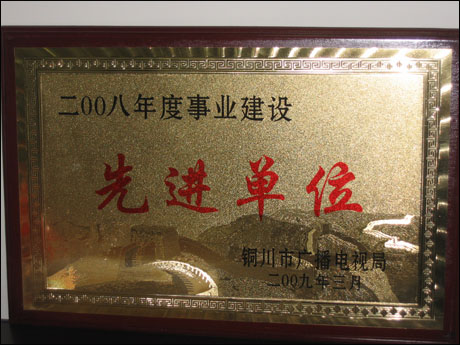 二00八年度事业建设
先进单位
铜川市广播电视局
二00九年三月